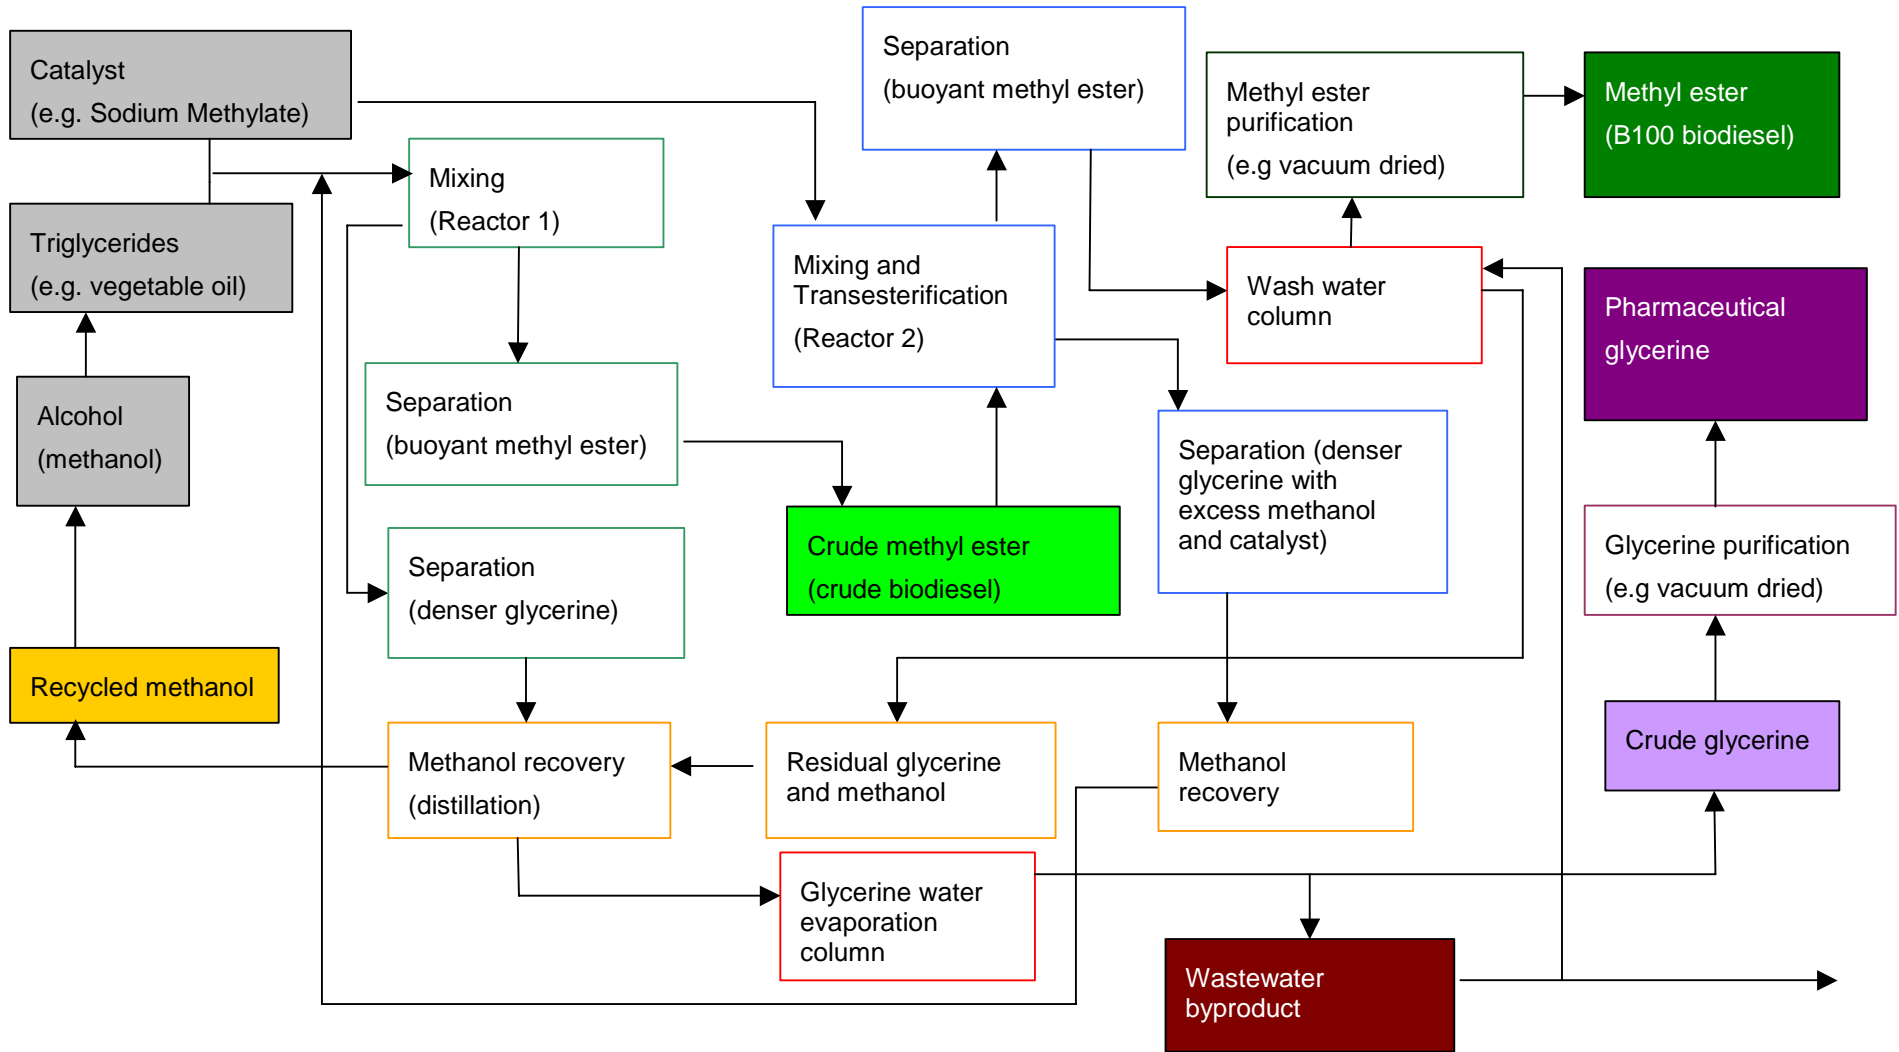 Catalyst
(e.g. Sodium Methylate)
Triglycerides
(e.g. vegetable oil)
Alcohol
(methanol)
Recycled methanol
Mixing
(Reactor 1)
Separation
(buoyant methyl ester)
Separation
(denser glycerine)
Methanol recovery
(distillation)
Separation
(buoyant methyl ester)
Mixing and
Transesterification
(Reactor 2)
Crude methyl ester
(crude biodiesel)
Residual glycerine
and methanol
Glycerine water
evaporation
column
Methyl ester
purification
(e.g vacuum dried)
Wash water
column
Separation (denser
glycerine with
excess methanol
and catalyst)
Methanol
recovery
Wastewater
byproduct
Methyl ester
(B100 biodiesel)
Pharmaceutical
glycerine
Glycerine purification
(e.g vacuum dried)
Crude glycerine